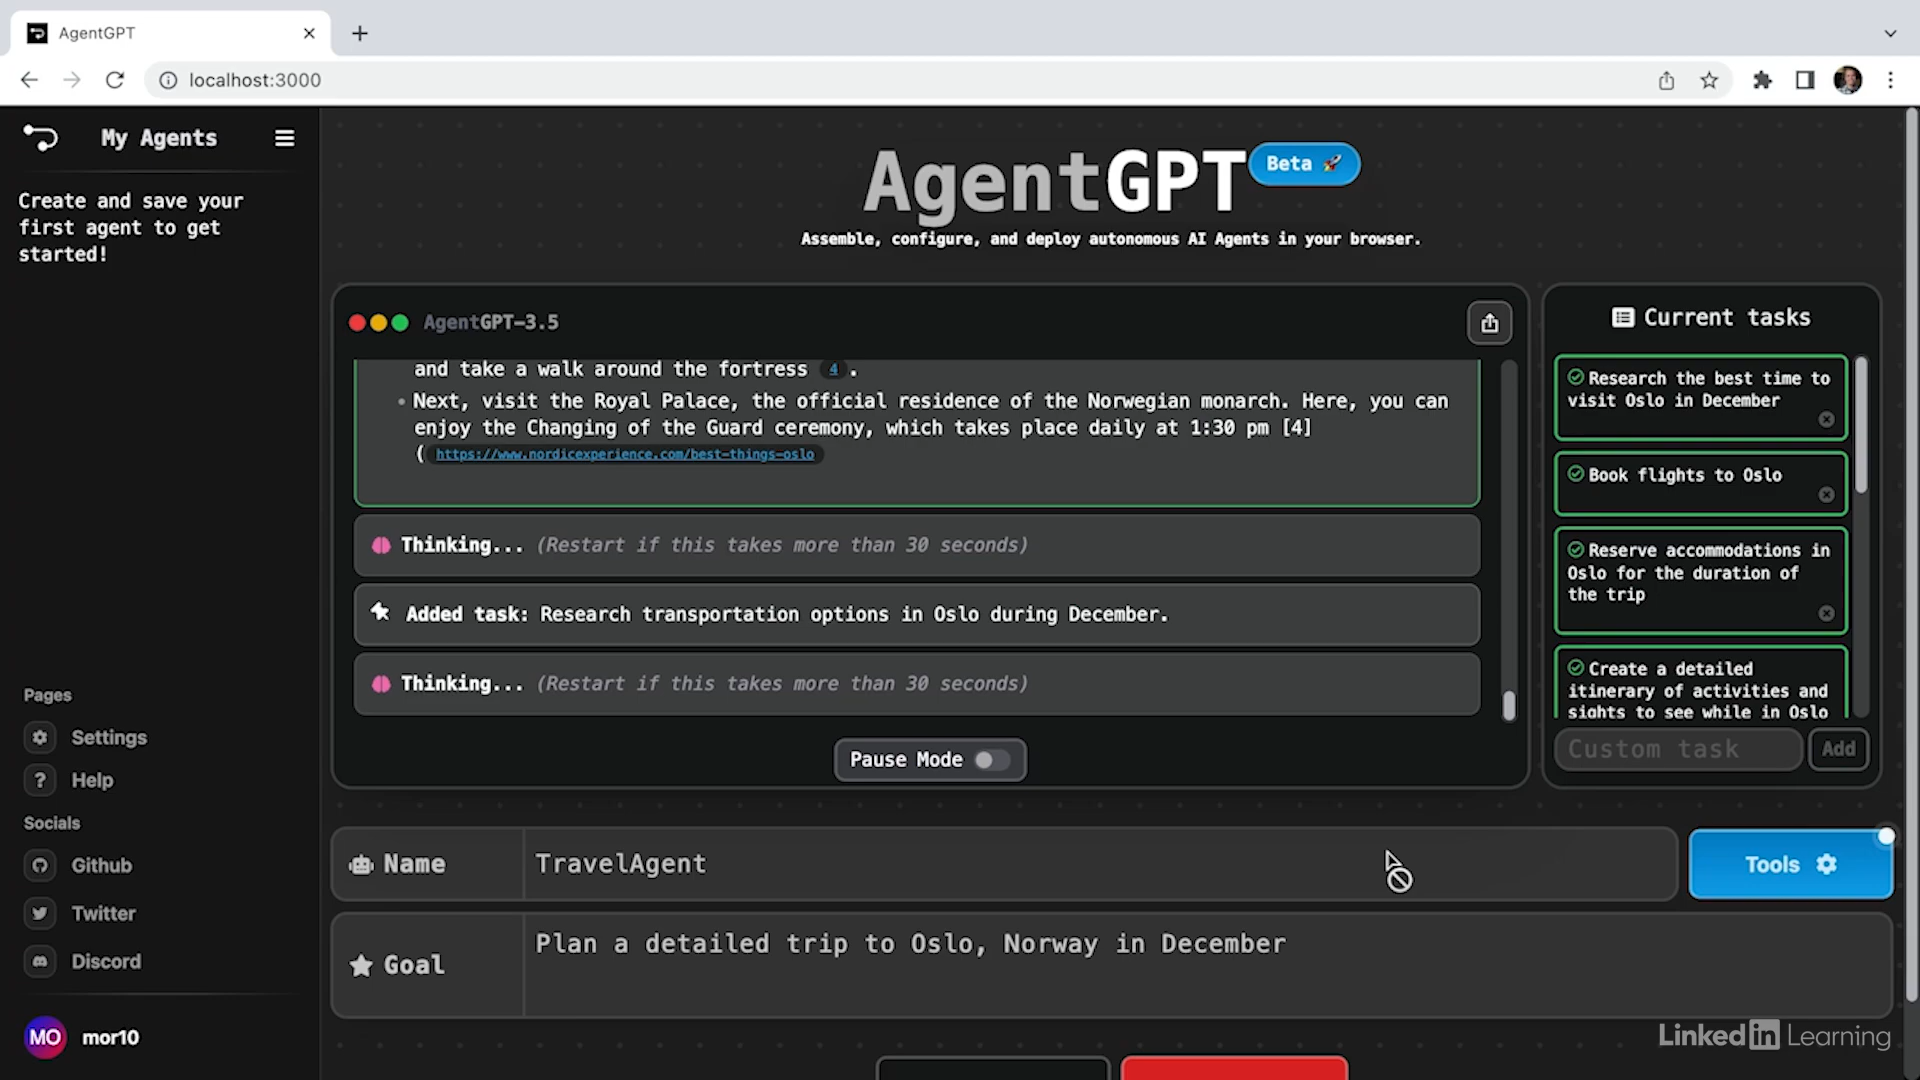 AgentGPT
localhost:3000
My Agents
Create and save your
first agent to get
started!
Pages
Settings
? Help
Socials
Github
Twitter
Discord
MO mor10
AgentGPT Beta 🚀
Assemble, configure, and deploy autonomous AI Agents in your browser.
AgentGPT-3.5
and take a walk around the fortress 4 .
• Next, visit the Royal Palace, the official residence of the Norwegian monarch. Here, you can
enjoy the Changing of the Guard ceremony, which takes place daily at 1:30 pm [4]
( https://www.nordicexperience.com/best-things-oslo
Thinking... (Restart if this takes more than 30 seconds)
Added task: Research transportation options in Oslo during December.
Thinking... (Restart if this takes more than 30 seconds)
Pause Mode
Current tasks
Research the best time to
visit Oslo in December
Book flights to Oslo
Reserve accommodations in
Oslo for the duration of
the trip
Create a detailed
itinerary of activities and
sights to see while in Oslo
Custom task Add
Name TravelAgent
Tools
Goal Plan a detailed trip to Oslo, Norway in December
LinkedIn Learning